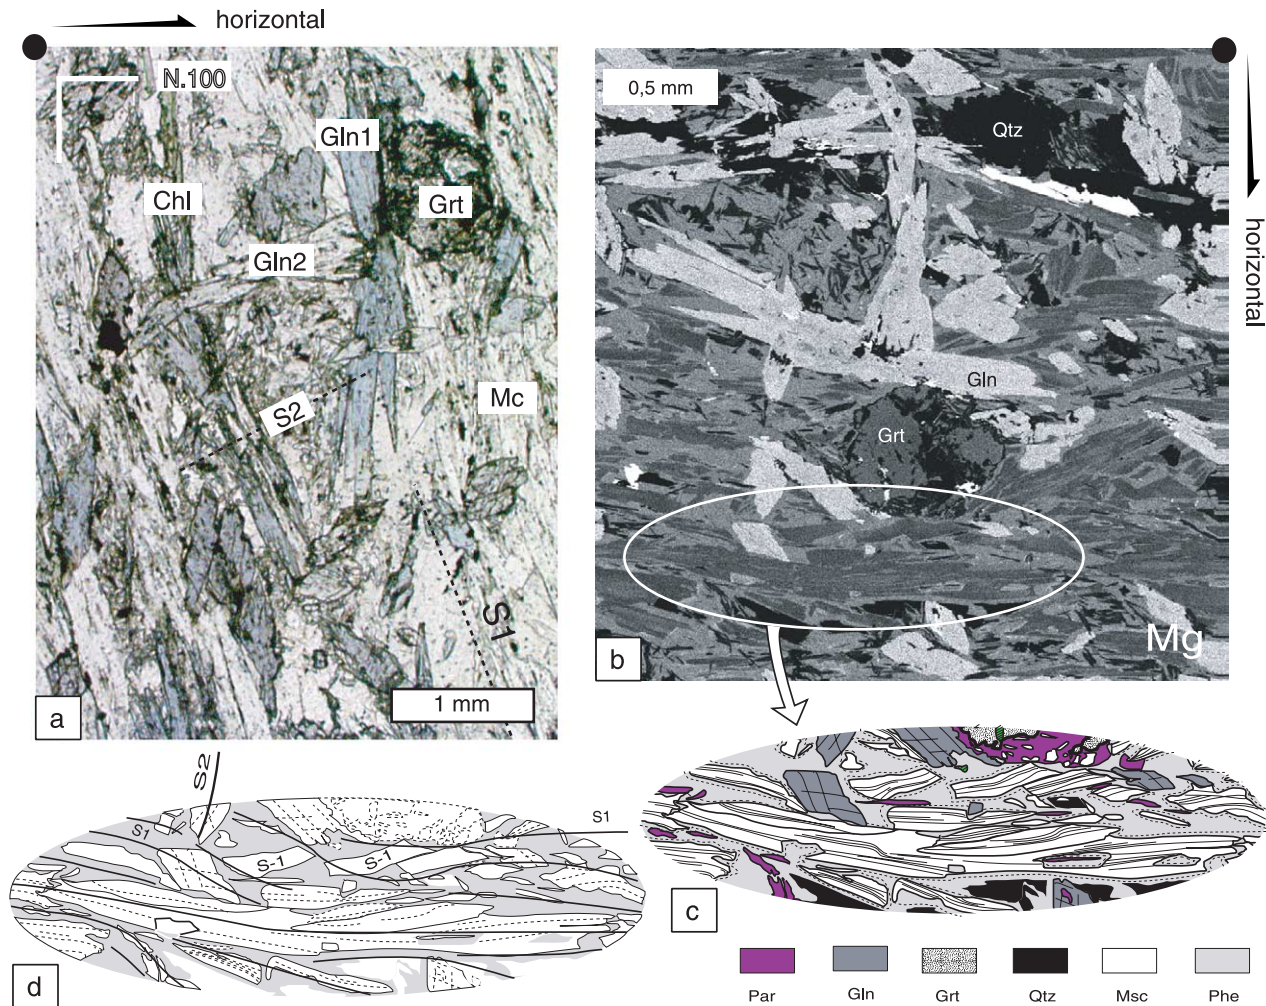 horizontal
N.100
Gln1
Chl
Grt
Gln2
S2
Mc
S1
1 mm
a
0,5 mm
Qtz
horizontal
Gln
Grt
Mg
b
S2
S1
S1
S-1
S-1
d
c
Par
Gln
Grt
Qtz
Msc
Phe